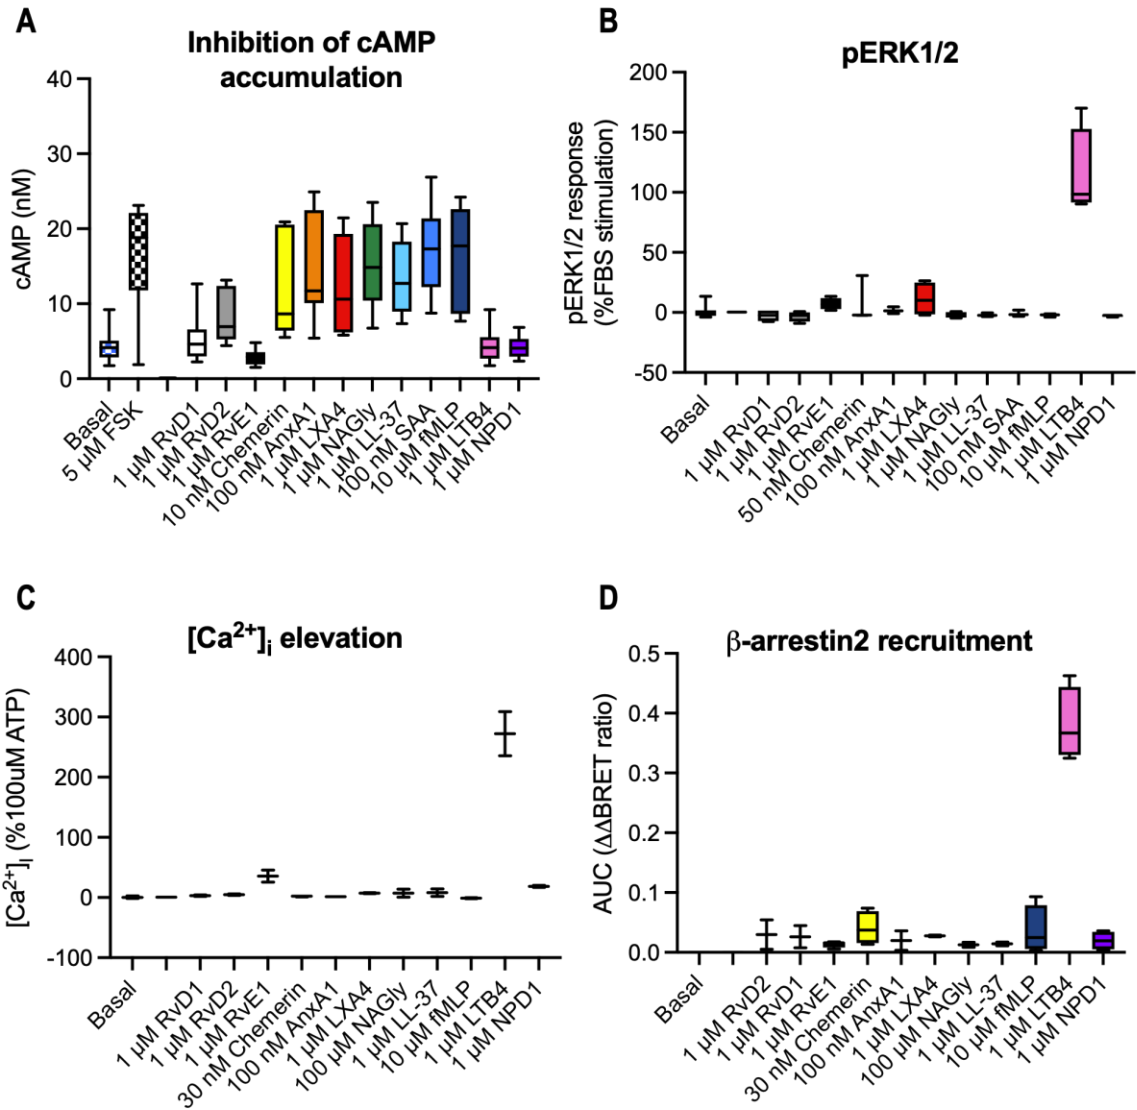 A
Inhibition of cAMP
accumulation
cAMP (nM)
40
30
20
10
0
Basal
5 µM FSK
1 µM RvD1
1 µM RvD2
1 µM RvE1
10 nM Chemerin
100 nM AnxA1
1 µM LXA4
1 µM NAGly
1 µM LL-37
100 nM SAA
10 µM fMLP
1 µM LTB4
1 µM NPD1
B
pERK1/2
pERK1/2 response
(%FBS stimulation)
200
150
100
50
0
-50
Basal
1 µM RvD1
1 µM RvD2
1 µM RvE1
50 nM Chemerin
100 nM AnxA1
1 µM LXA4
1 µM NAGly
1 µM LL-37
100 nM SAA
10 µM fMLP
1 µM LTB4
1 µM NPD1
C
[Ca2+]i elevation
[Ca2+]I (%100uM ATP)
400
300
200
100
0
-100
Basal
1 µM RvD1
1 µM RvD2
1 µM RvE1
30 nM Chemerin
100 nM AnxA1
1 µM LXA4
100 µM NAGly
1 µM LL-37
10 µM fMLP
1 µM LTB4
1 µM NPD1
D
β-arrestin2 recruitment
AUC (ΔΔBRET ratio)
0.5
0.4
0.3
0.2
0.1
0.0
Basal
1 µM RvD2
1 µM RvD1
1 µM RvE1
30 nM Chemerin
100 nM AnxA1
1 µM LXA4
100 µM NAGly
1 µM LL-37
10 µM fMLP
1 µM LTB4
1 µM NPD1